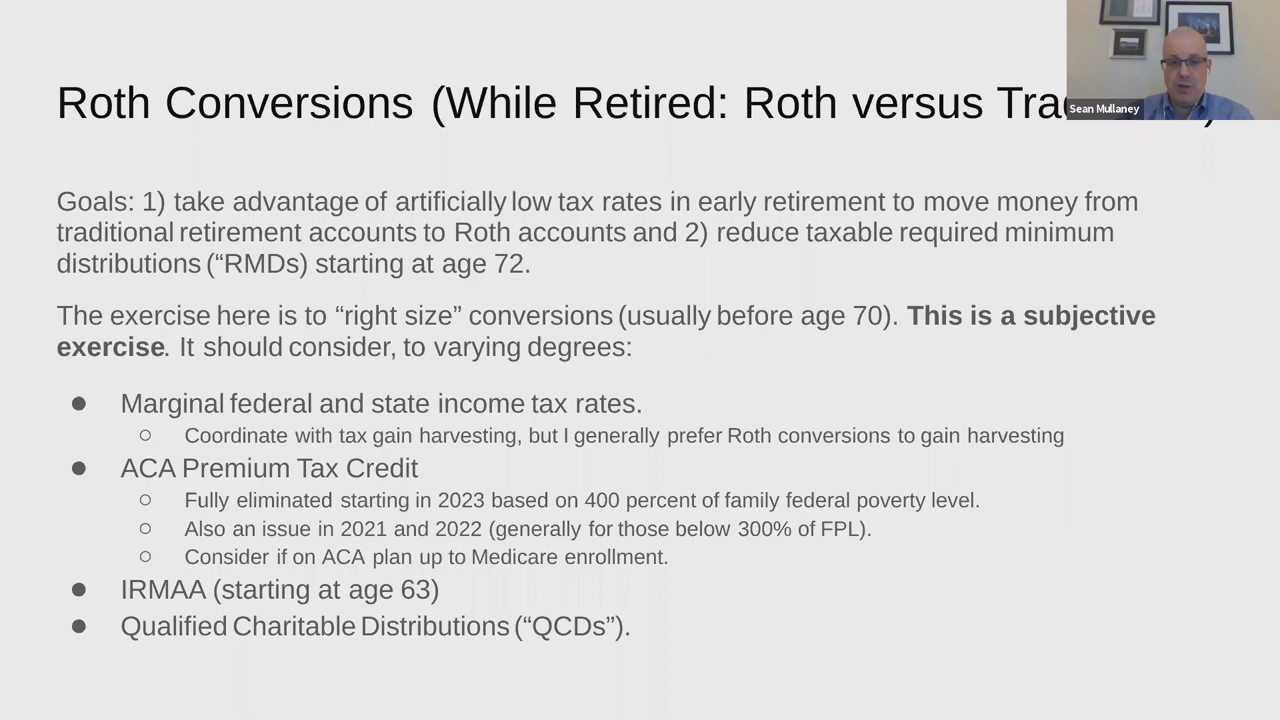 Roth Conversions (While Retired: Roth versus )
Sean Mullaney
Goals: 1) take advantage of artificially low tax rates in early retirement to move money from
traditional retirement accounts to Roth accounts and 2) reduce taxable required minimum
distributions (“RMDs) starting at age 72.
The exercise here is to “right size” conversions (usually before age 70). This is a subjective
exercise. It should consider, to varying degrees:
● Marginal federal and state income tax rates.
○ Coordinate with tax gain harvesting, but I generally prefer Roth conversions to gain harvesting
● ACA Premium Tax Credit
○ Fully eliminated starting in 2023 based on 400 percent of family federal poverty level.
○ Also an issue in 2021 and 2022 (generally for those below 300% of FPL).
○ Consider if on ACA plan up to Medicare enrollment.
● IRMAA (starting at age 63)
● Qualified Charitable Distributions (“QCDs”).